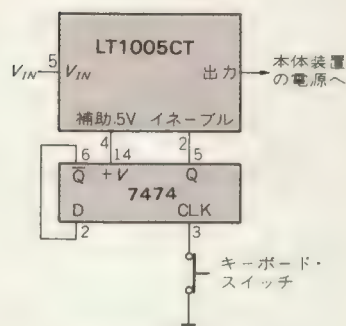 LT1005CT
5
V_IN
V_IN
出力
本体装置
の電源へ
補助.5V イネーブル
4
2
6
14
5
Q̅ +V Q
7474
D CLK
2
3
キーボード・
スイッチ